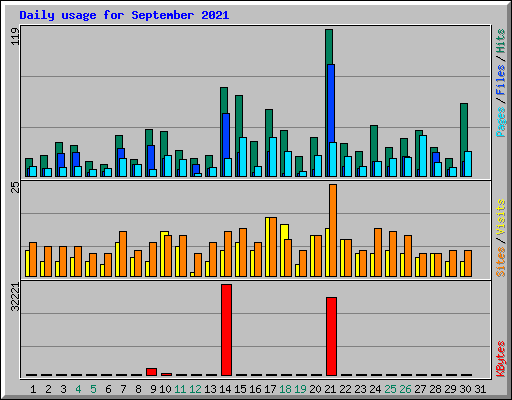 Daily usage for September 2021
119
Pages / Files / Hits
25
Sites / Visits
32221
KBytes
1 2 3 4 5 6 7 8 9 10 11 12 13 14 15 16 17 18 19 20 21 22 23 24 25 26 27 28 29 30 31